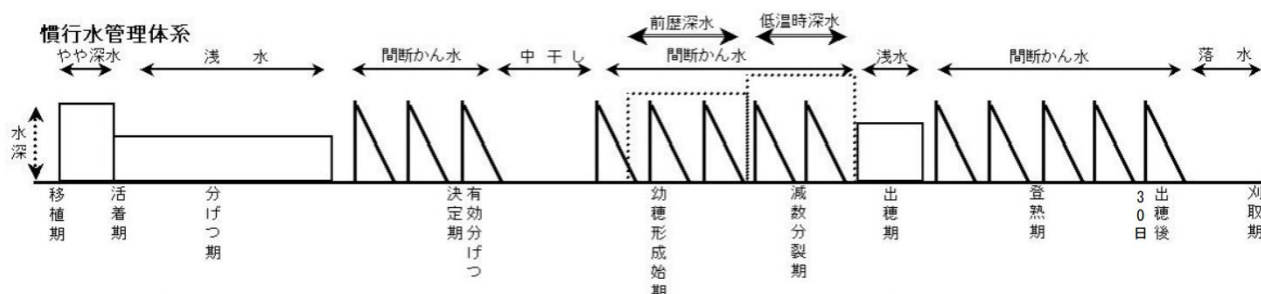 慣行水管理体系
前歴深水
低温時深水
やや深水
浅水
間断かん水
中干し
間断かん水
浅水
間断かん水
落水
水深
移植期
活着期
分げつ期
有効分げつ
決定期
幼穂形成始期
減数分裂期
出穂期
登熟期
出穂後
30日
刈取期